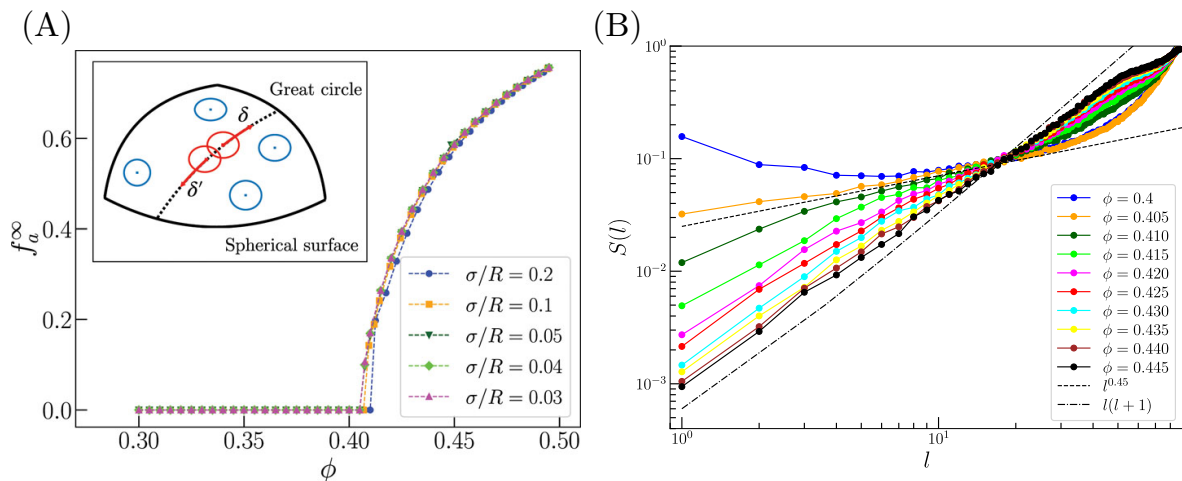 (A)
f_a^∞
0.6
0.4
0.2
0.0
0.30
0.35
0.40
0.45
0.50
ϕ
Great circle
δ
δ′
Spherical surface
σ/R = 0.2
σ/R = 0.1
σ/R = 0.05
σ/R = 0.04
σ/R = 0.03
(B)
S(l)
10^0
10^−1
10^−2
10^−3
10^0
10^1
l
ϕ = 0.4
ϕ = 0.405
ϕ = 0.410
ϕ = 0.415
ϕ = 0.420
ϕ = 0.425
ϕ = 0.430
ϕ = 0.435
ϕ = 0.440
ϕ = 0.445
l^0.45
l(l + 1)